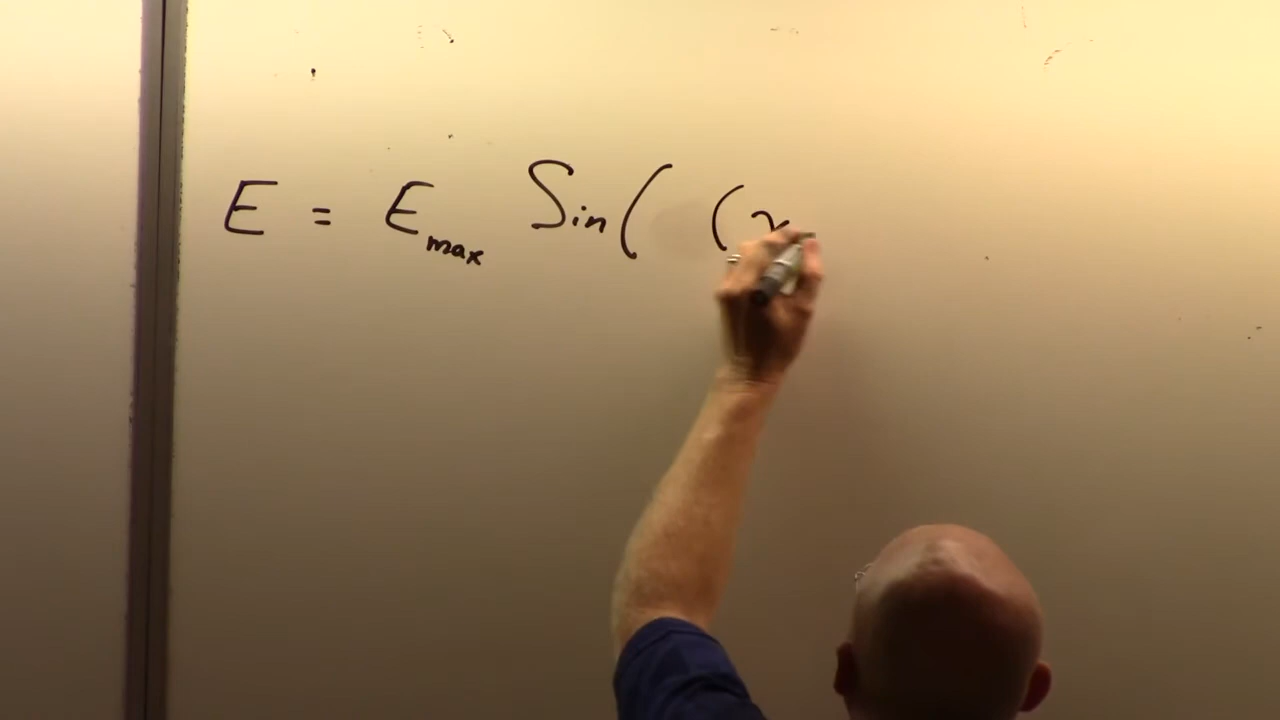 E = E_max Sin( (x